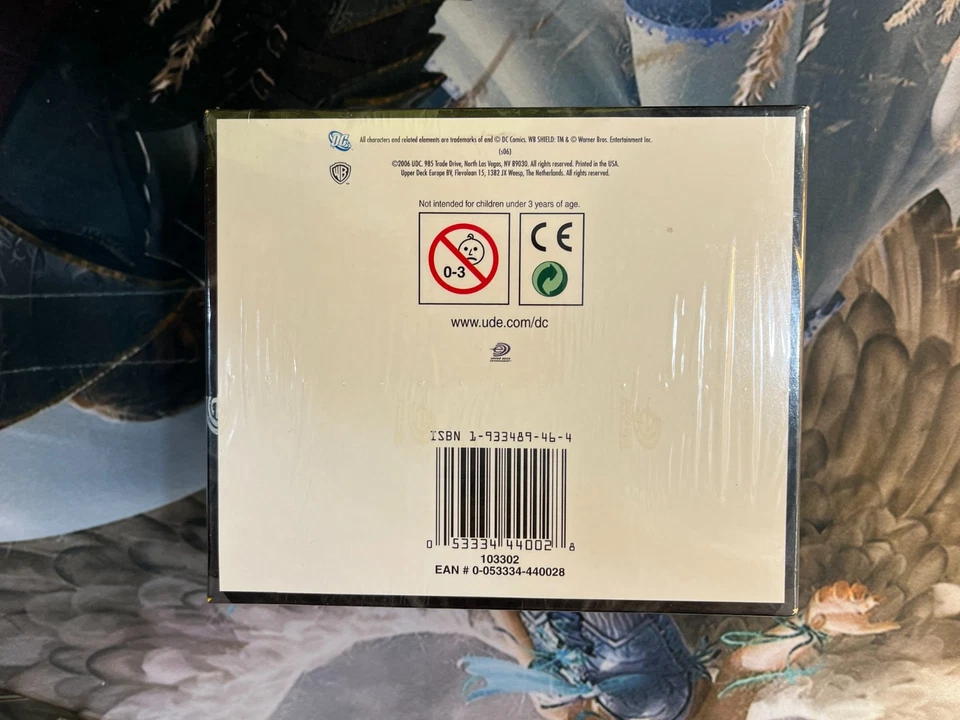 DC
All characters and related elements are trademarks of and © DC Comics. WB SHIELD: TM & © Warner Bros. Entertainment Inc.
(s06)
WB
©2006 UDC. 985 Trade Drive, North Las Vegas, NV 89030. All rights reserved. Printed in the USA.
Upper Deck Europe BV, Flevolaan 15, 1382 JX Weesp, The Netherlands. All rights reserved.
Not intended for children under 3 years of age.
0-3
CE
www.ude.com/dc
ISBN 1-933489-46-4
0 53334 44002 8
103302
EAN # 0-053334-440028